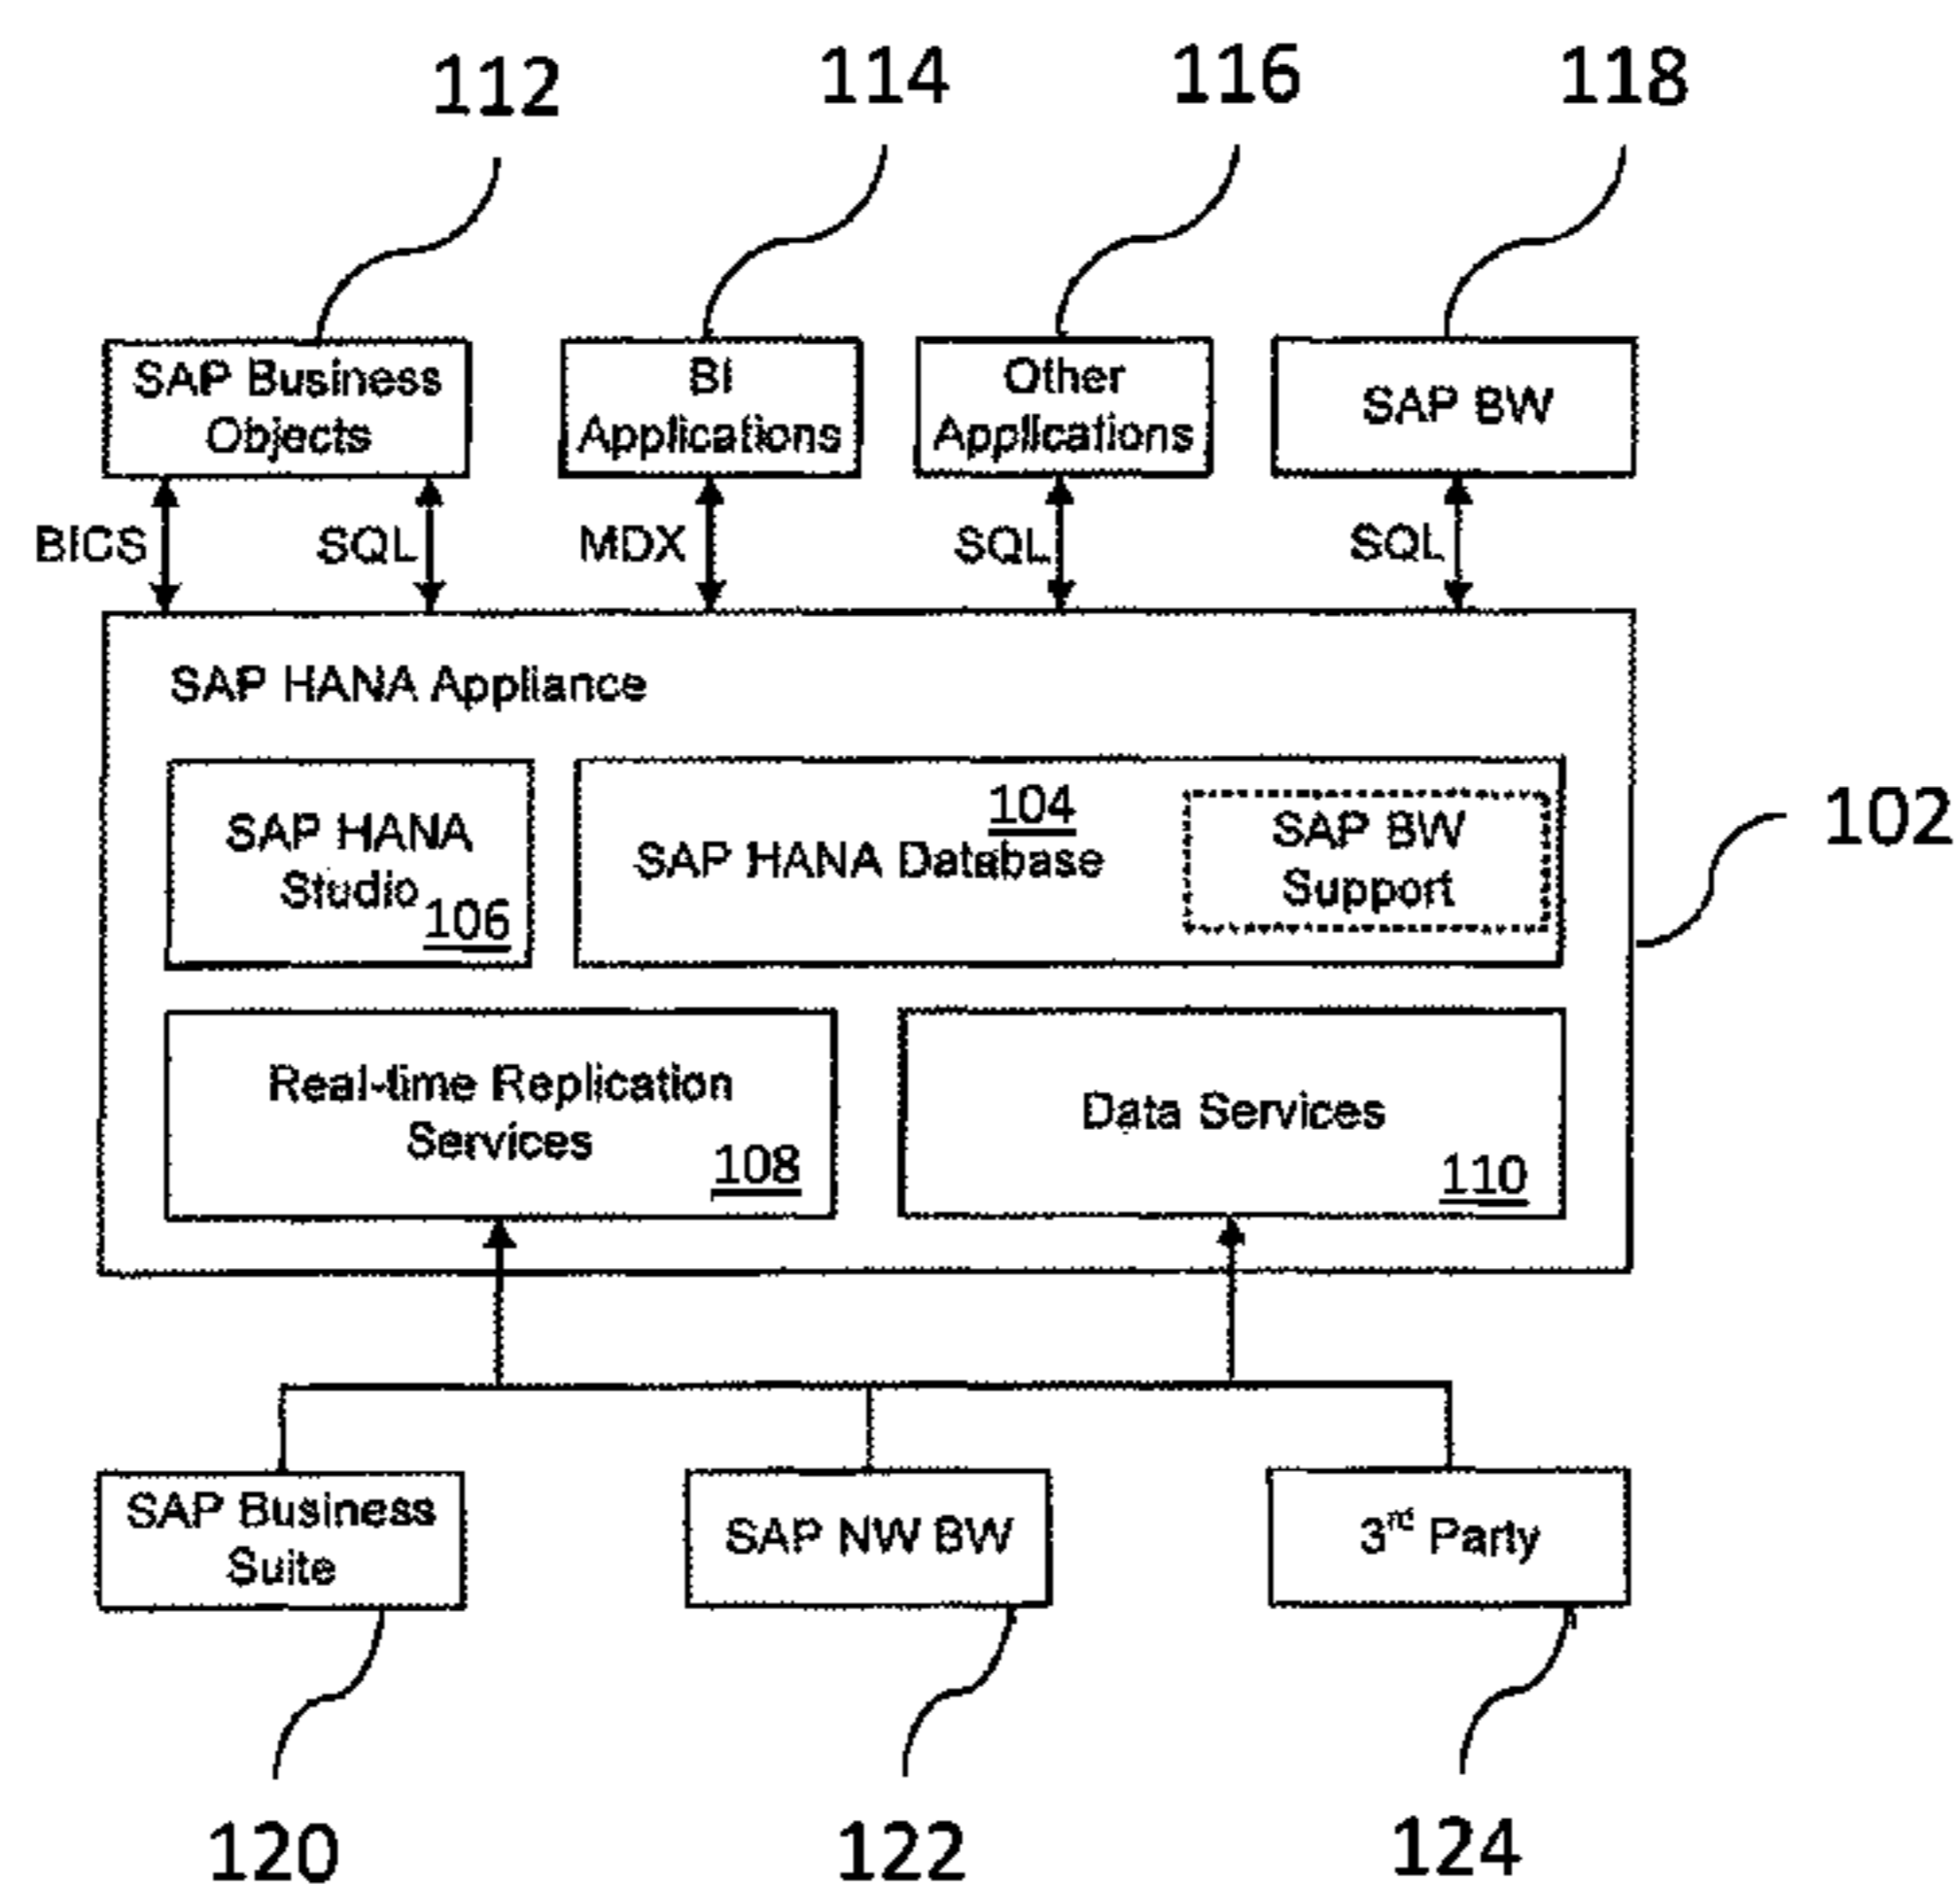 112
114
116
118
SAP Business
Objects
BI
Applications
Other
Applications
SAP BW
BICS
SQL
MDX
SQL
SQL
SAP HANA Appliance
102
SAP HANA
Studio
106
104
SAP HANA Database
SAP BW
Support
Real-time Replication
Services
108
Data Services
110
SAP Business
Suite
SAP NW BW
3rd Party
120
122
124